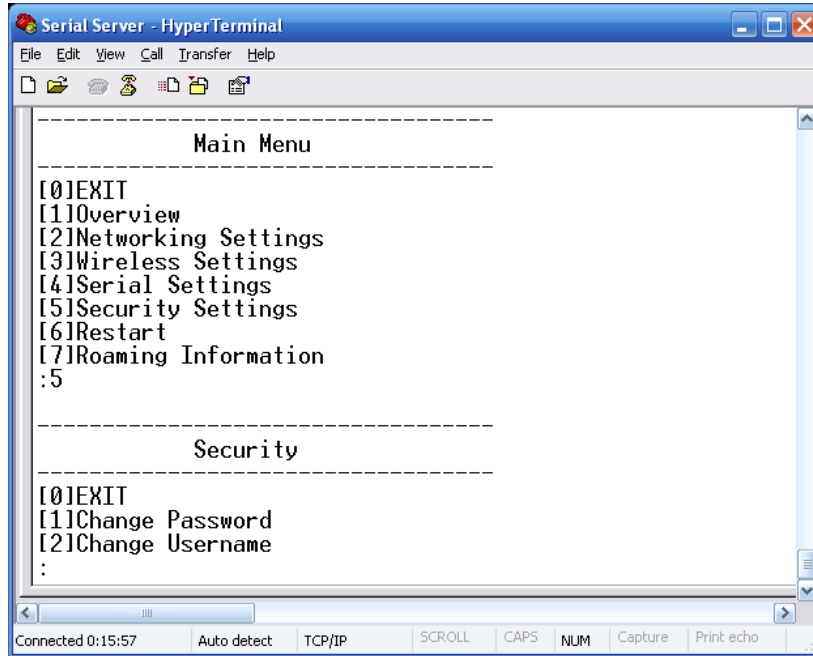 Serial Server - HyperTerminal
File Edit View Call Transfer Help
-----------------------------------
Main Menu
-----------------------------------
[0]EXIT
[1]Overview
[2]Networking Settings
[3]Wireless Settings
[4]Serial Settings
[5]Security Settings
[6]Restart
[7]Roaming Information
:5
-----------------------------------
Security
-----------------------------------
[0]EXIT
[1]Change Password
[2]Change Username
:
Connected 0:15:57 Auto detect TCP/IP SCROLL CAPS NUM Capture Print echo